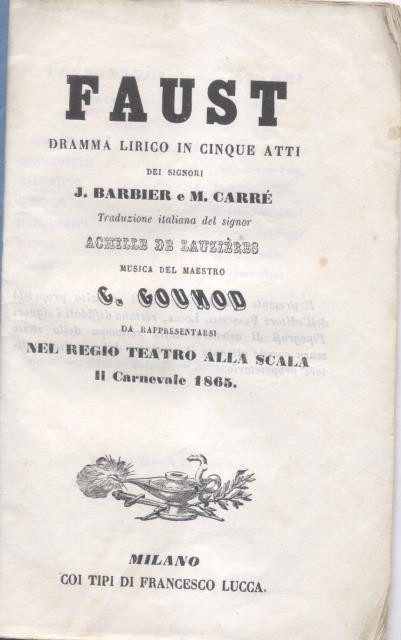 FAUST
DRAMMA LIRICO IN CINQUE ATTI
DEI SIGNORI
J. BARBIER e M. CARRÉ
Traduzione italiana del signor
ACHILLE DE LAUZIÈRES
MUSICA DEL MAESTRO
C. GOUNOD
DA RAPPRESENTARSI
NEL REGIO TEATRO ALLA SCALA
Il Carnevale 1865.
MILANO
COI TIPI DI FRANCESCO LUCCA.